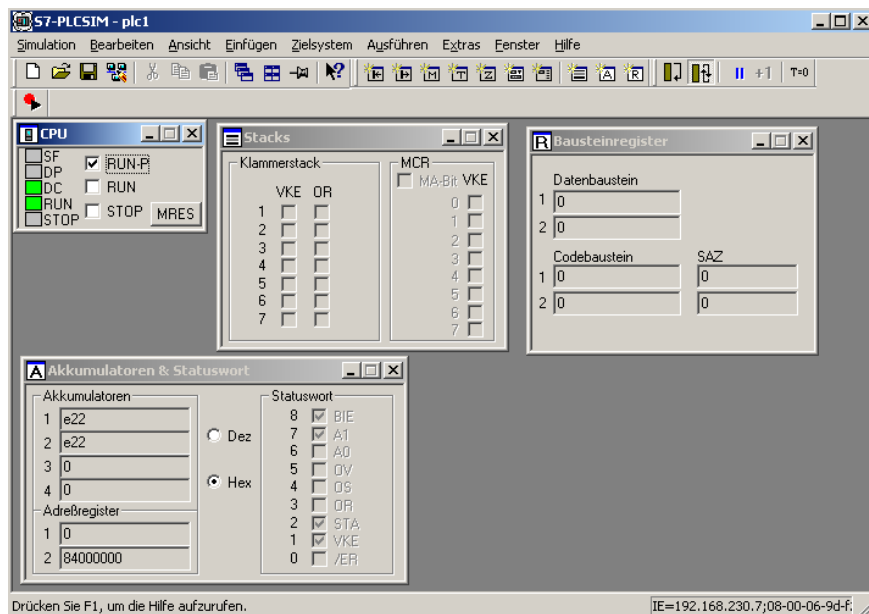 S7-PLCSIM - plc1
Simulation Bearbeiten Ansicht Einfügen Zielsystem Ausführen Extras Fenster Hilfe
+1 T=0
CPU
SF
DP
DC
RUN
STOP
RUN-P
RUN
STOP
MRES
Stacks
Klammerstack
VKE OR
1
2
3
4
5
6
7
MCR
MA-Bit VKE
0
1
2
3
4
5
6
7
Bausteinregister
Datenbaustein
1 0
2 0
Codebaustein SAZ
1 0 0
2 0 0
Akkumulatoren & Statuswort
Akkumulatoren
1 e22
2 e22
3 0
4 0
Adreßregister
1 0
2 84000000
Dez
Hex
Statuswort
8 BIE
7 A1
6 A0
5 OV
4 OS
3 OR
2 STA
1 VKE
0 /ER
Drücken Sie F1, um die Hilfe aufzurufen.
IE=192.168.230.7;08-00-06-9d-f